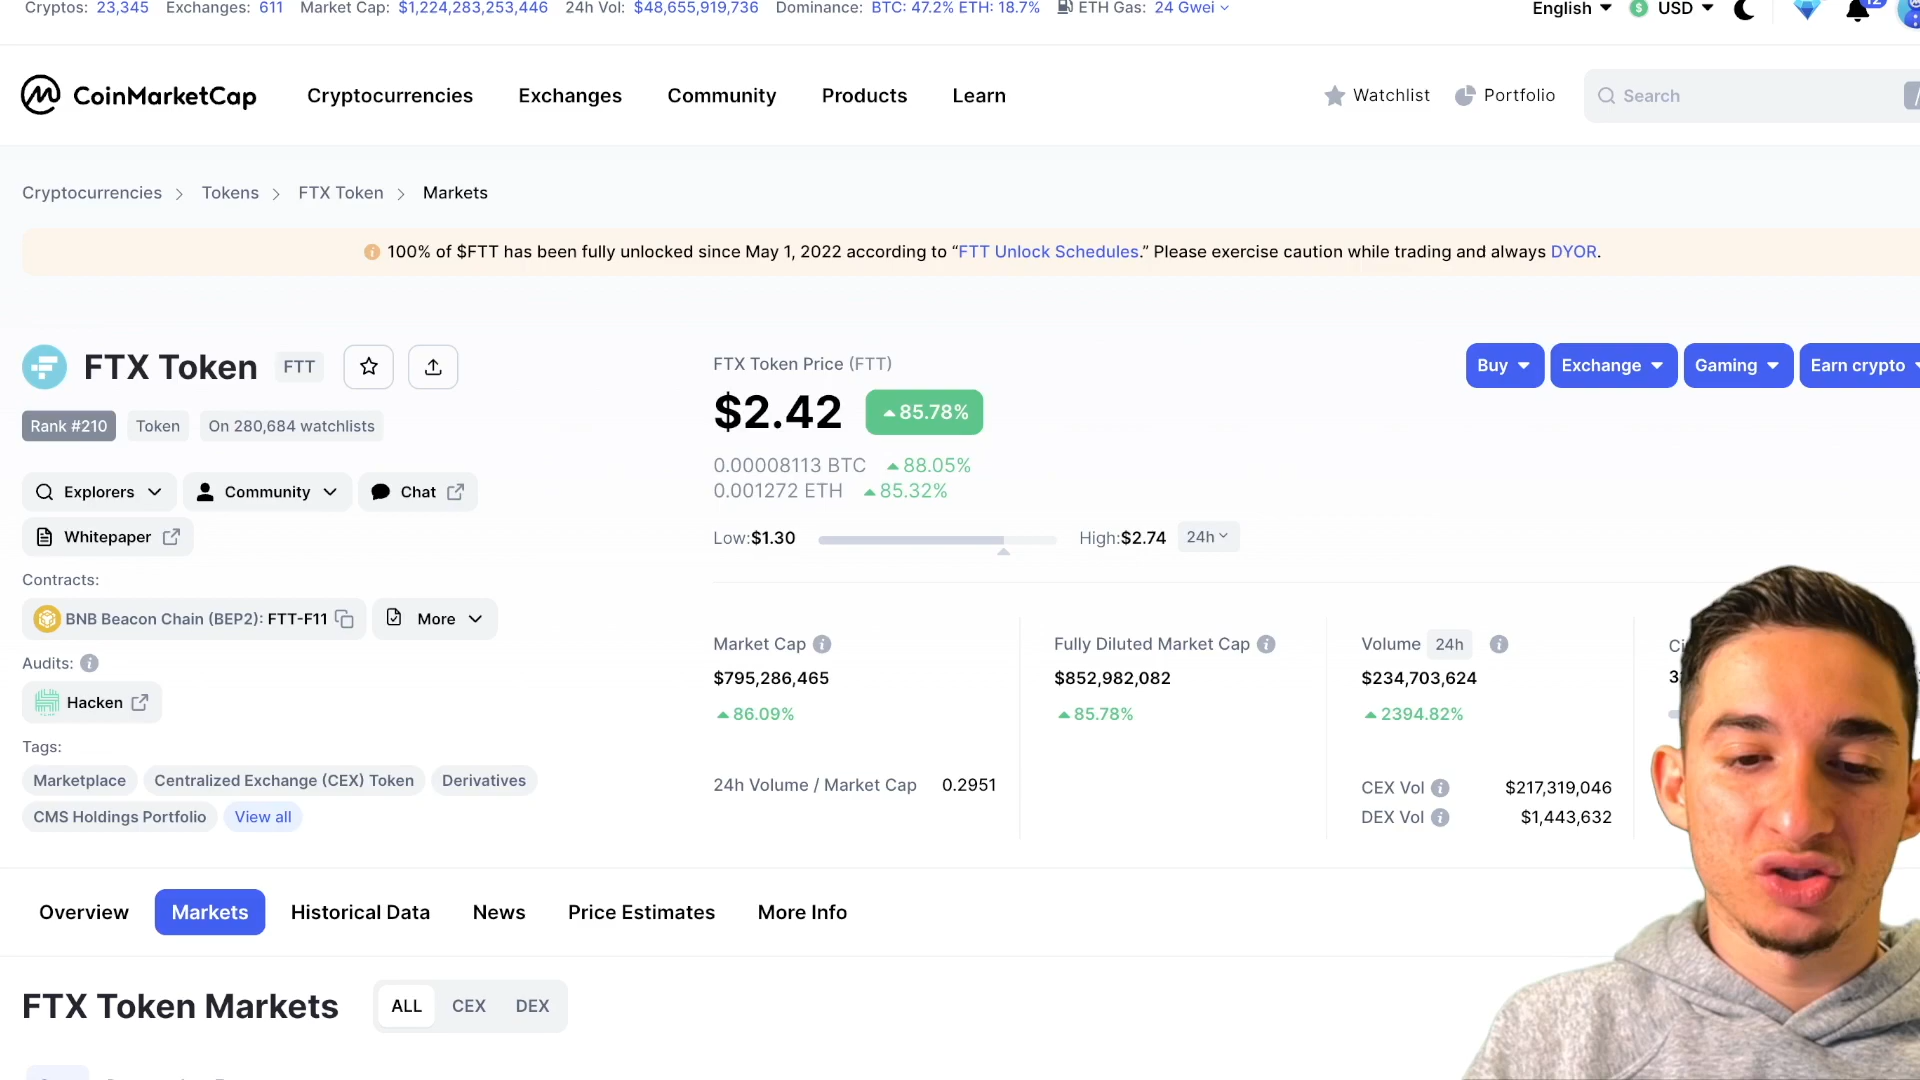 Cryptos: 23,345 Exchanges: 611 Market Cap: $1,224,283,253,446 24h Vol: $48,655,919,736 Dominance: BTC: 47.2% ETH: 18.7% ETH Gas: 24 Gwei English USD 12
CoinMarketCap Cryptocurrencies Exchanges Community Products Learn Watchlist Portfolio Search /
Cryptocurrencies Tokens FTX Token Markets
100% of $FTT has been fully unlocked since May 1, 2022 according to “FTT Unlock Schedules.” Please exercise caution while trading and always DYOR.
FTX Token FTT
Rank #210 Token On 280,684 watchlists
Explorers Community Chat
Whitepaper
Contracts:
BNB Beacon Chain (BEP2): FTT-F11 More
Audits:
Hacken
Tags:
Marketplace Centralized Exchange (CEX) Token Derivatives
CMS Holdings Portfolio View all
FTX Token Price (FTT)
$2.42 85.78%
0.00008113 BTC 88.05%
0.001272 ETH 85.32%
Low:$1.30 High:$2.74 24h
Buy Exchange Gaming Earn crypto
Market Cap
$795,286,465
86.09%
24h Volume / Market Cap 0.2951
Fully Diluted Market Cap
$852,982,082
85.78%
Volume 24h
$234,703,624
2394.82%
CEX Vol $217,319,046
DEX Vol $1,443,632
Overview Markets Historical Data News Price Estimates More Info
FTX Token Markets ALL CEX DEX